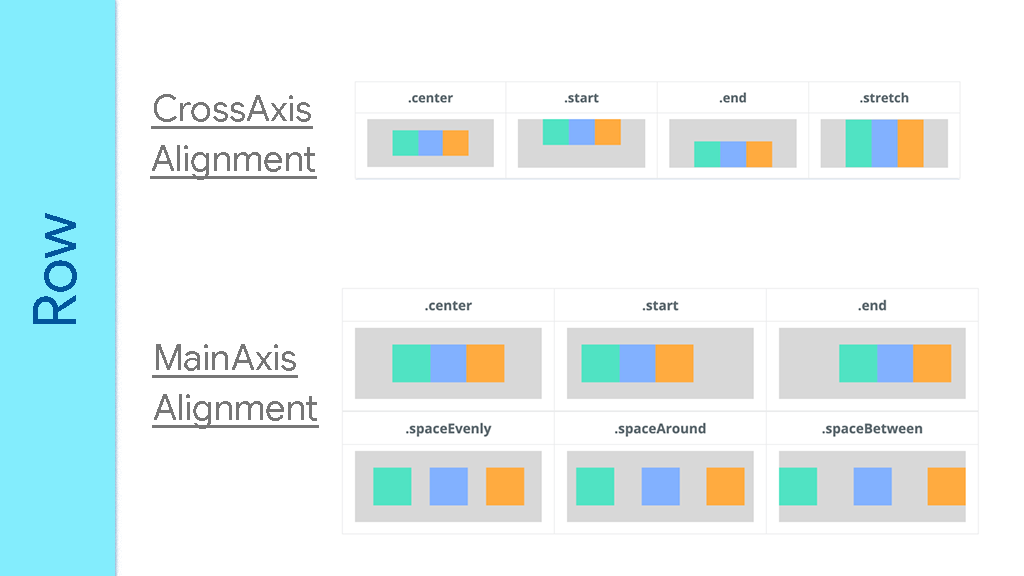 Row
CrossAxis
Alignment
.center .start .end .stretch
MainAxis
Alignment
.center .start .end
.spaceEvenly .spaceAround .spaceBetween